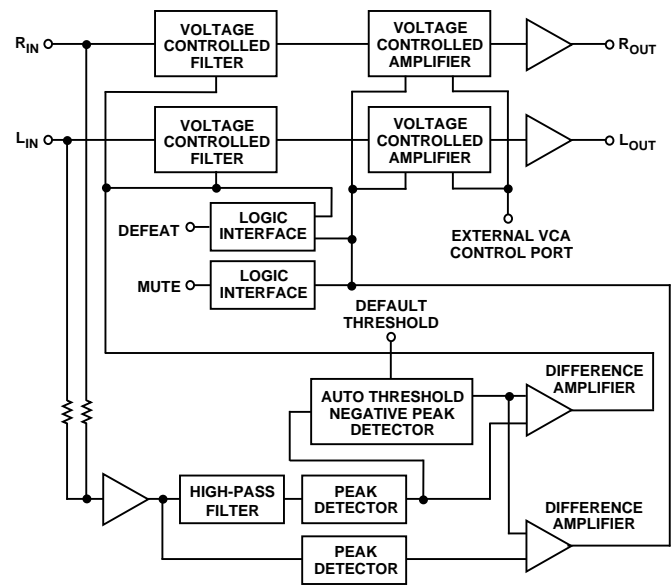 R_IN
VOLTAGE
CONTROLLED
FILTER
VOLTAGE
CONTROLLED
AMPLIFIER
R_OUT
L_IN
VOLTAGE
CONTROLLED
FILTER
VOLTAGE
CONTROLLED
AMPLIFIER
L_OUT
DEFEAT
LOGIC
INTERFACE
EXTERNAL VCA
CONTROL PORT
MUTE
LOGIC
INTERFACE
DEFAULT
THRESHOLD
AUTO THRESHOLD
NEGATIVE PEAK
DETECTOR
DIFFERENCE
AMPLIFIER
HIGH-PASS
FILTER
PEAK
DETECTOR
DIFFERENCE
AMPLIFIER
PEAK
DETECTOR